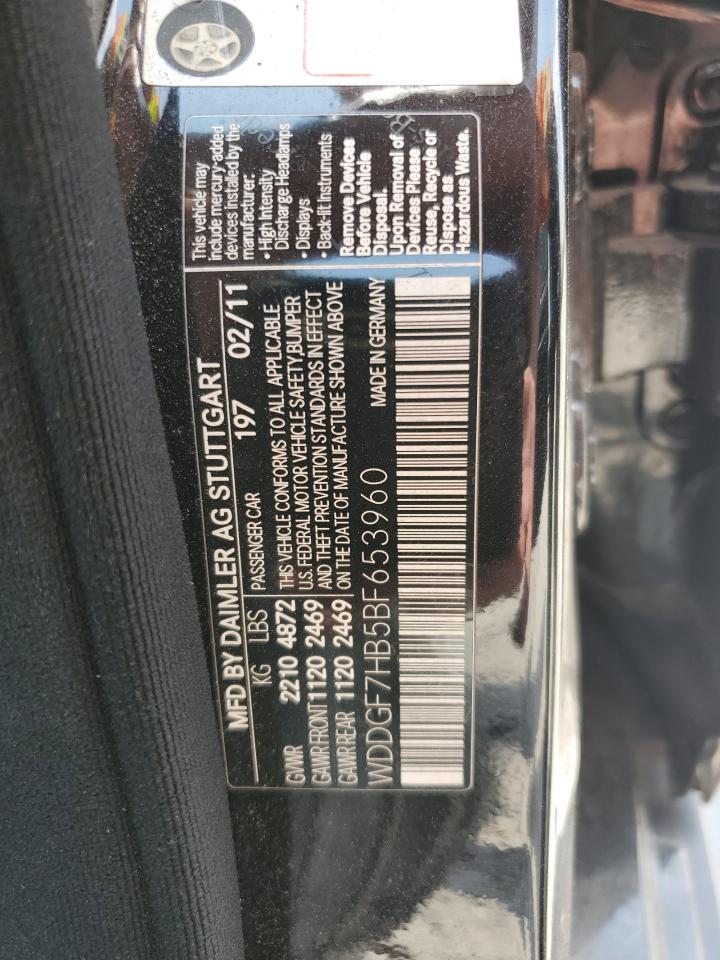 MFD BY DAIMLER AG STUTTGART
KG LBS PASSENGER CAR 197 02/11
GVWR 2210 4872
GAWR FRONT 1120 2469
GAWR REAR 1120 2469
THIS VEHICLE CONFORMS TO ALL APPLICABLE
U.S. FEDERAL MOTOR VEHICLE SAFETY,BUMPER
AND THEFT PREVENTION STANDARDS IN EFFECT
ON THE DATE OF MANUFACTURE SHOWN ABOVE
WDDGF7HB5BF653960 MADE IN GERMANY
This vehicle may
include mercury-added
devices installed by the
manufacturer:
• High Intensity
Discharge Headlamps
• Displays
• Back-lit Instruments
Remove Devices
Before Vehicle
Disposal.
Upon Removal of
Devices Please
Reuse, Recycle or
Dispose as
Hazardous Waste.